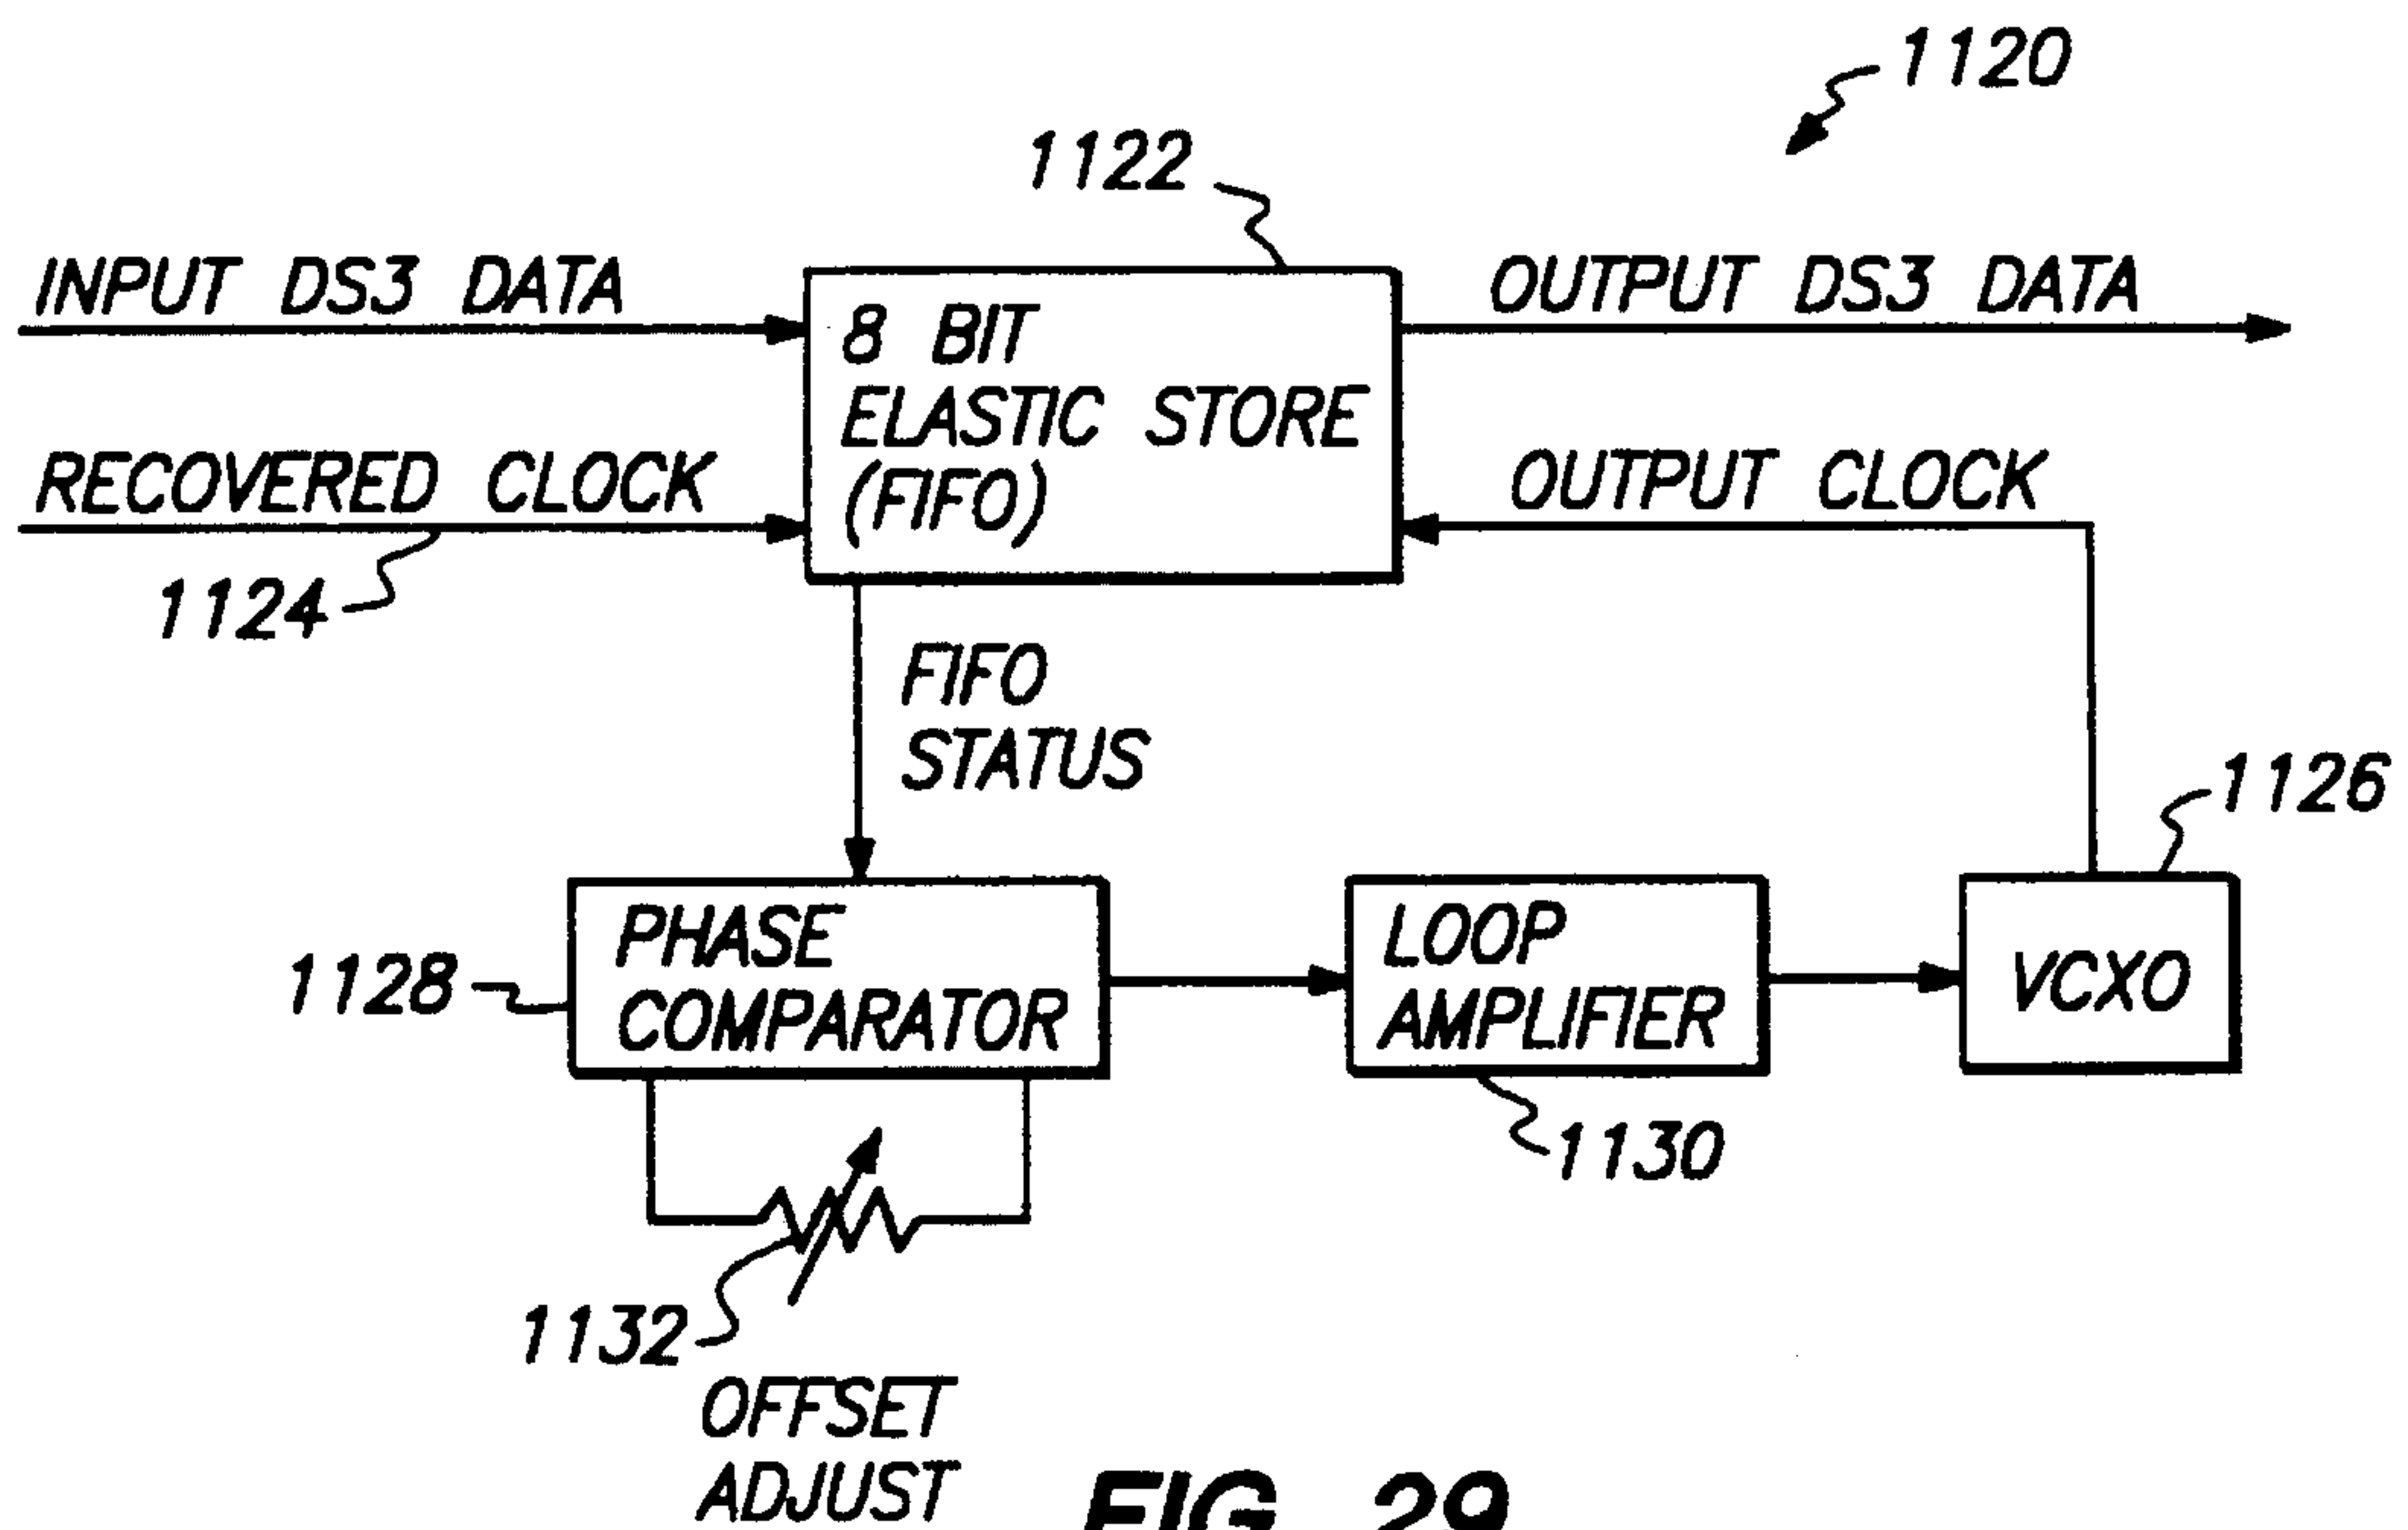 1120
1122
INPUT DS3 DATA
OUTPUT DS3 DATA
8 BIT
ELASTIC STORE
(FIFO)
RECOVERED CLOCK
OUTPUT CLOCK
1124
FIFO
STATUS
1126
PHASE
COMPARATOR
LOOP
AMPLIFIER
VCXO
1128
1130
1132
OFFSET
ADJUST
FIG. 29